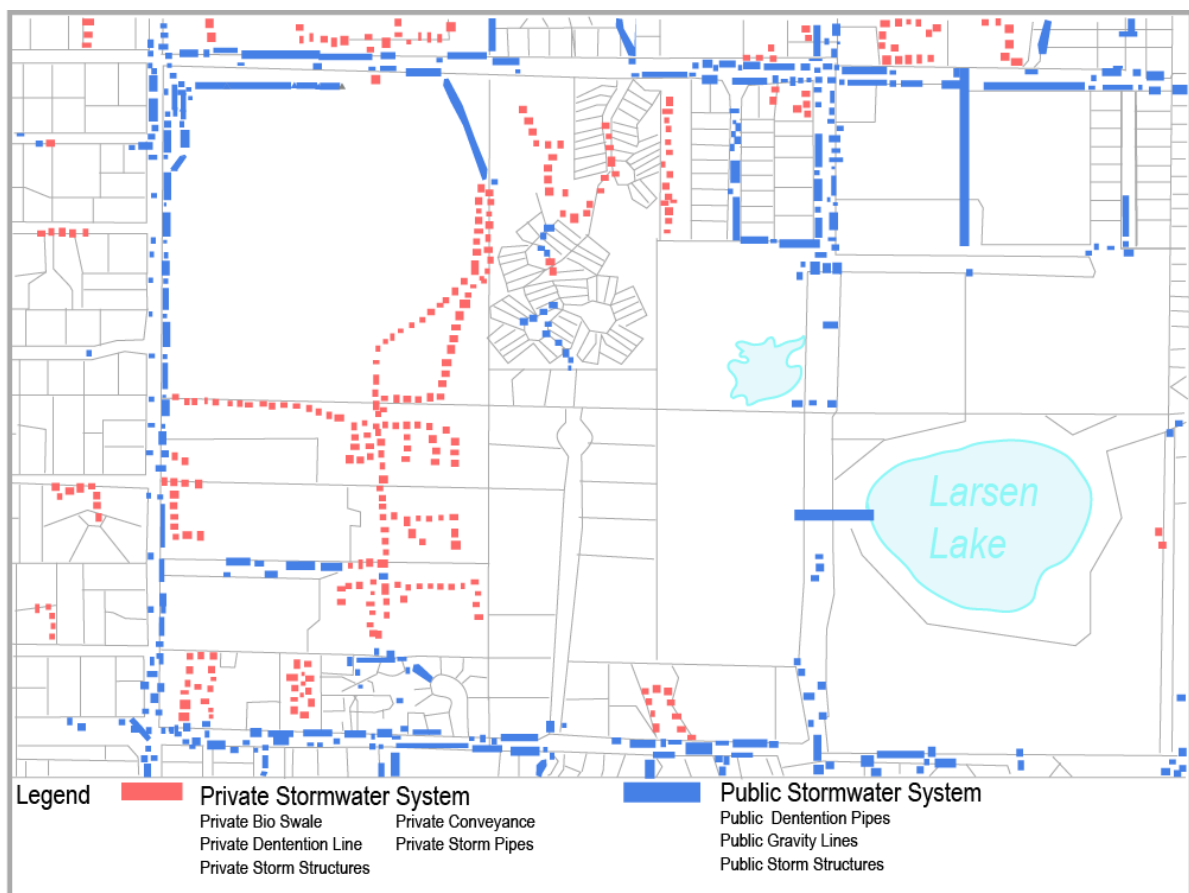 Larsen
Lake
Legend
Private Stormwater System
Private Bio Swale
Private Conveyance
Private Dentention Line
Private Storm Pipes
Private Storm Structures
Public Stormwater System
Public Dentention Pipes
Public Gravity Lines
Public Storm Structures